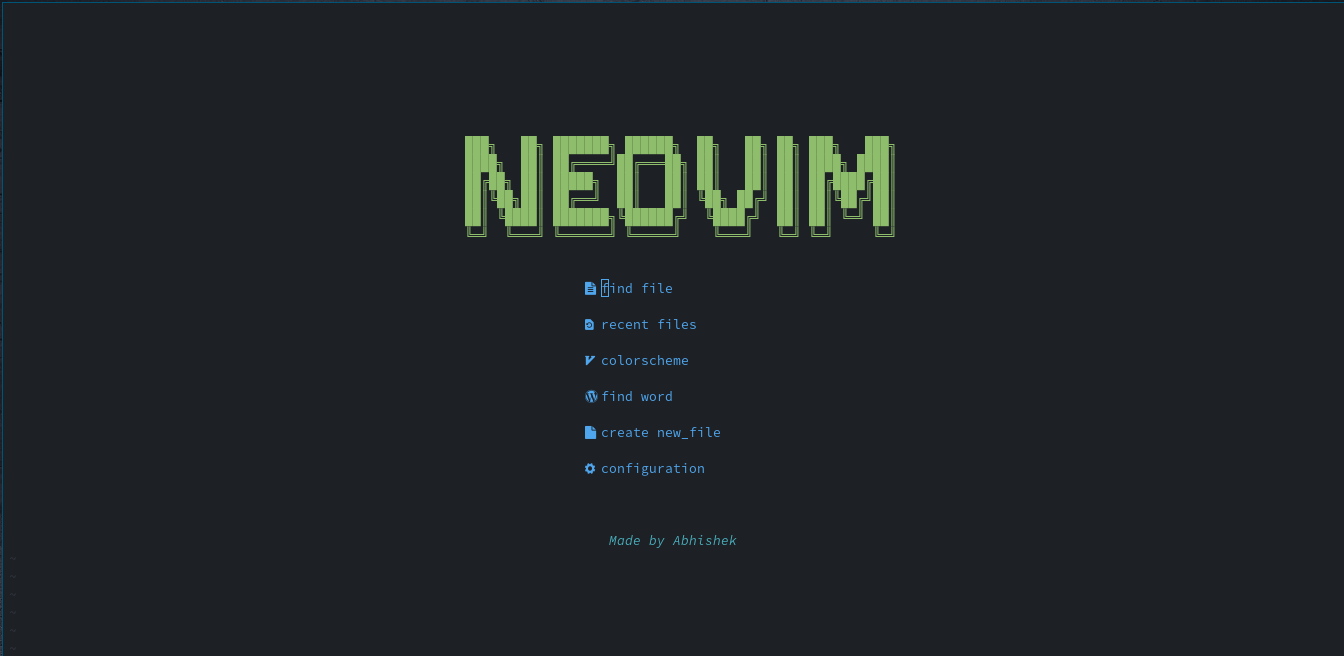 NEOVIM
find file
recent files
colorscheme
find word
create new_file
configuration
Made by Abhishek
~
~
~
~
~
~